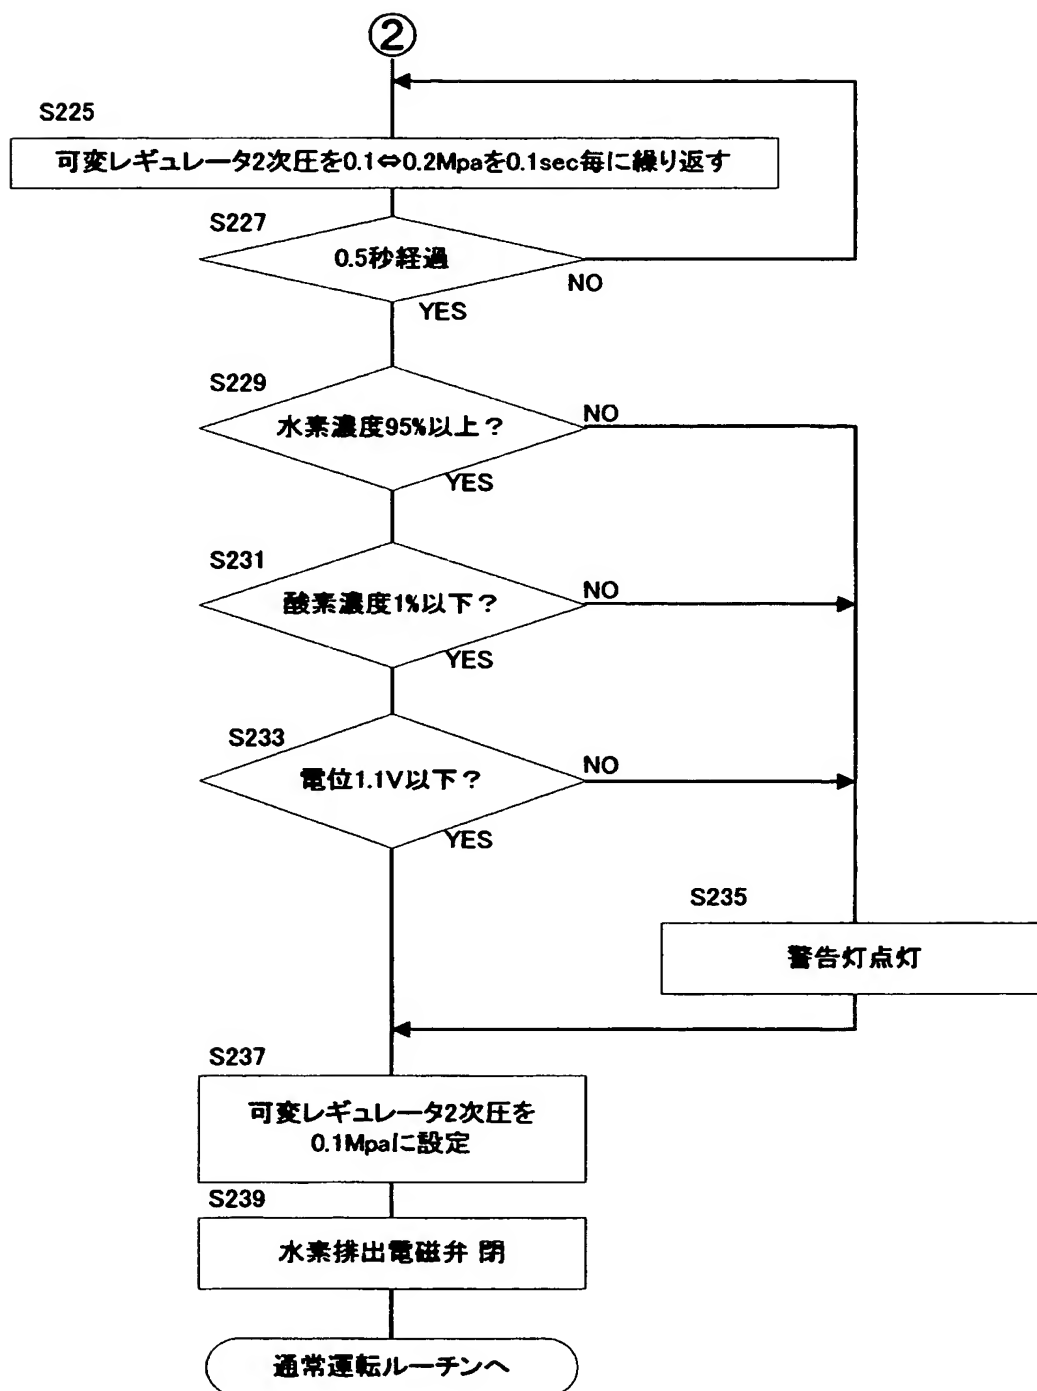 ②
S225
可変レギュレータ2次圧を0.1⇔0.2Mpaを0.1sec毎に繰り返す
S227
0.5秒経過
NO
YES
S229
水素濃度95%以上？
NO
YES
S231
酸素濃度1%以下？
NO
YES
S233
電位1.1V以下？
NO
YES
S235
警告灯点灯
S237
可変レギュレータ2次圧を
0.1Mpaに設定
S239
水素排出電磁弁 閉
通常運転ルーチンへ